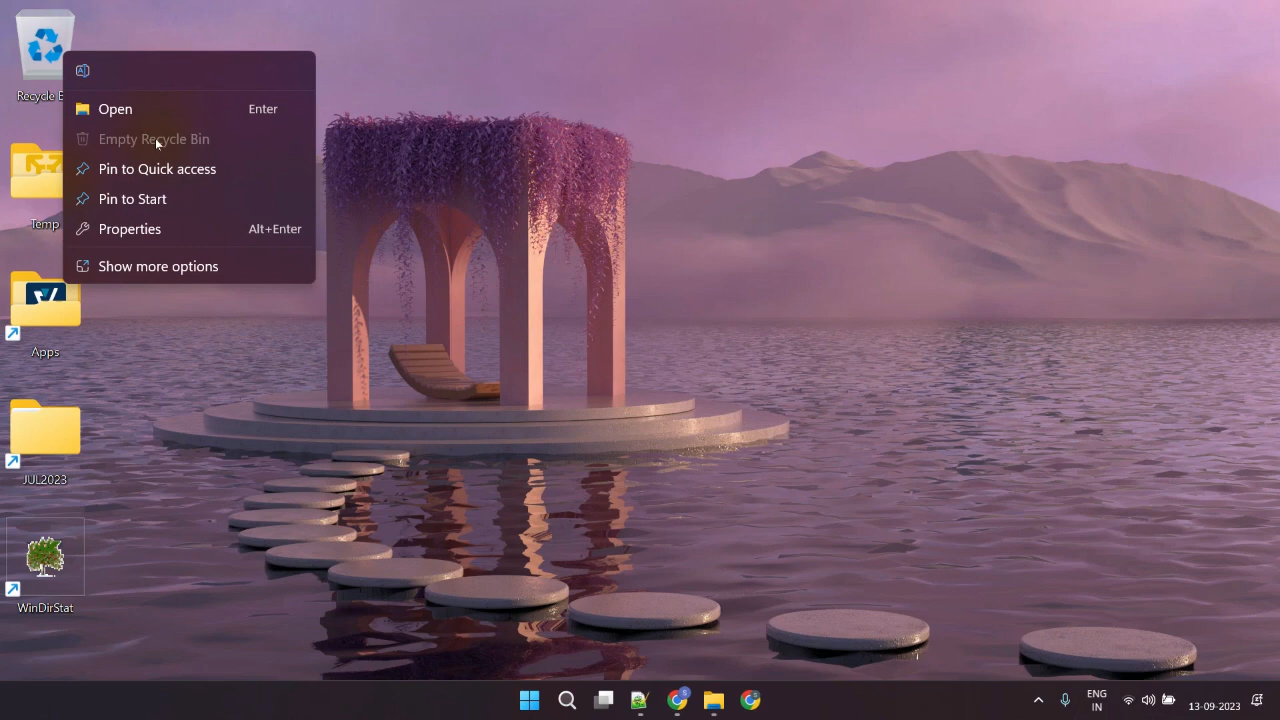 Recycle B
Open Enter
Empty Recycle Bin
Pin to Quick access
Pin to Start
Properties Alt+Enter
Show more options
Temp
Apps
JUL2023
WinDirStat
ENG
IN
13-09-2023